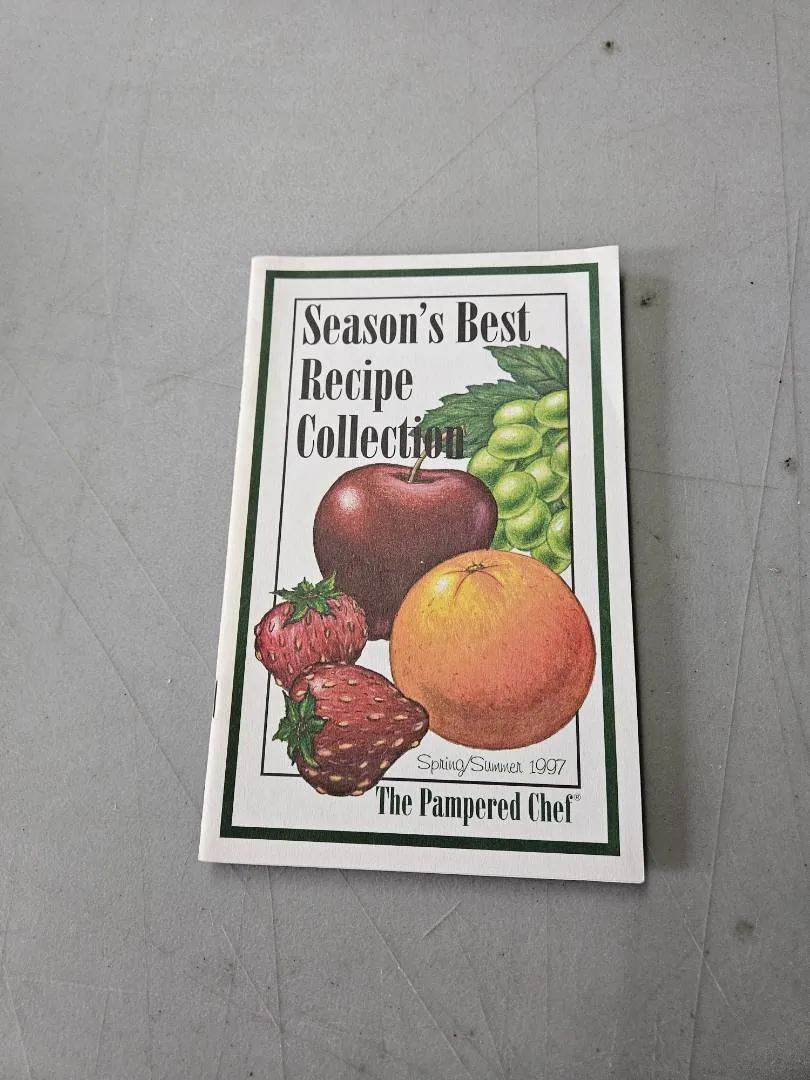 Season's Best
Recipe
Collection
Spring/Summer 1997
The Pampered Chef®